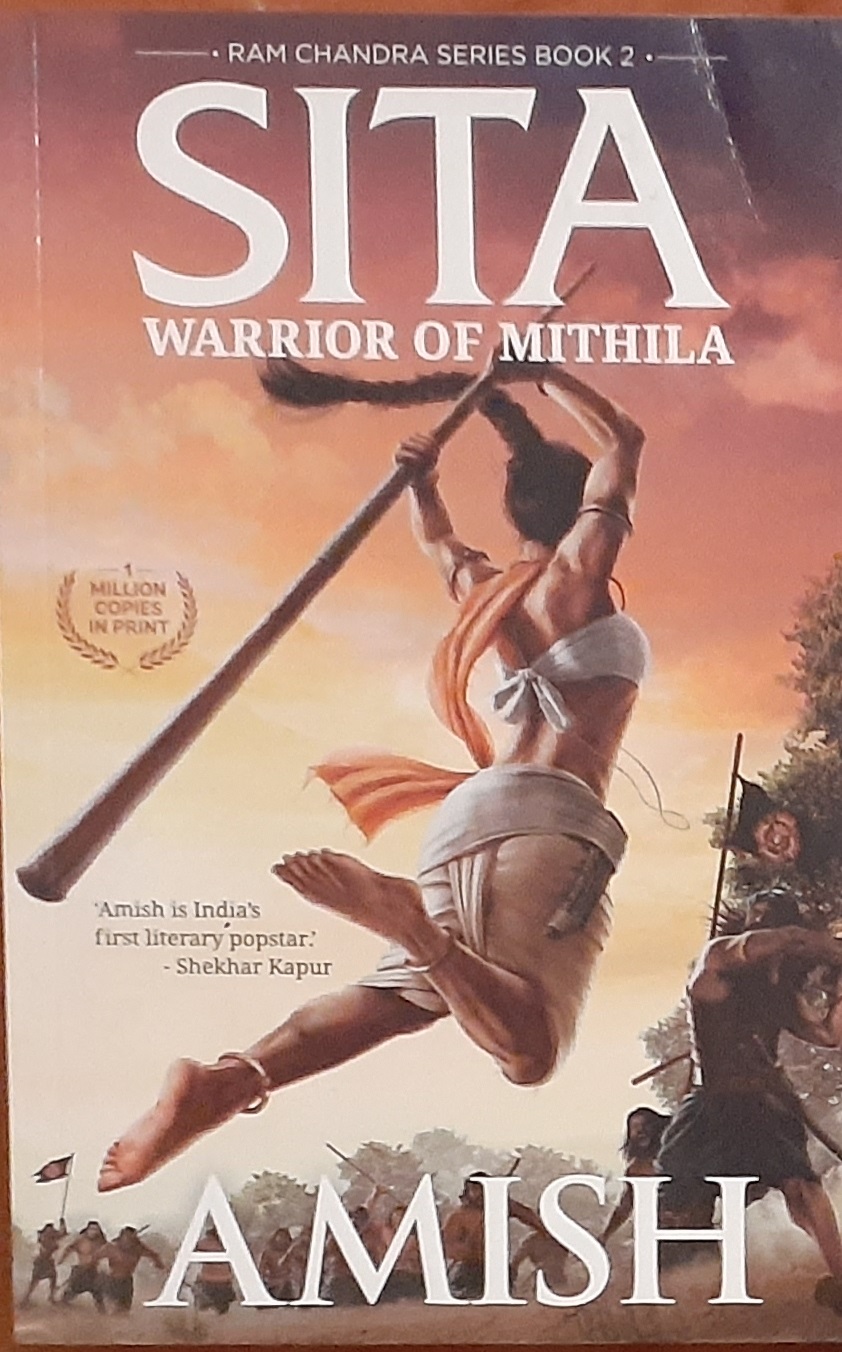 • RAM CHANDRA SERIES BOOK 2 •
SITA
WARRIOR OF MITHILA
1
MILLION
COPIES
IN PRINT
'Amish is India's
first literary popstar.'
- Shekhar Kapur
AMISH